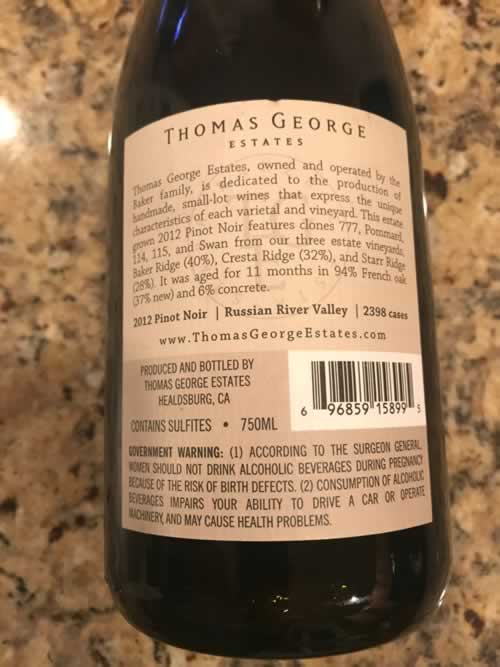 THOMAS GEORGE
ESTATES
Thomas George Estates, owned and operated by the
Baker family, is dedicated to the production of
handmade, small-lot wines that express the unique
characteristics of each varietal and vineyard. This estate
grown 2012 Pinot Noir features clones 777, Pommard,
114, 115, and Swan from our three estate vineyards,
Baker Ridge (40%), Cresta Ridge (32%), and Starr Ridge
(28%). It was aged for 11 months in 94% French oak
(37% new) and 6% concrete.
2012 Pinot Noir | Russian River Valley | 2398 cases
www.ThomasGeorgeEstates.com
PRODUCED AND BOTTLED BY
THOMAS GEORGE ESTATES
HEALDSBURG, CA
CONTAINS SULFITES • 750ML
6 96859 15899 5
GOVERNMENT WARNING: (1) ACCORDING TO THE SURGEON GENERAL,
WOMEN SHOULD NOT DRINK ALCOHOLIC BEVERAGES DURING PREGNANCY
BECAUSE OF THE RISK OF BIRTH DEFECTS. (2) CONSUMPTION OF ALCOHOLIC
BEVERAGES IMPAIRS YOUR ABILITY TO DRIVE A CAR OR OPERATE
MACHINERY, AND MAY CAUSE HEALTH PROBLEMS.